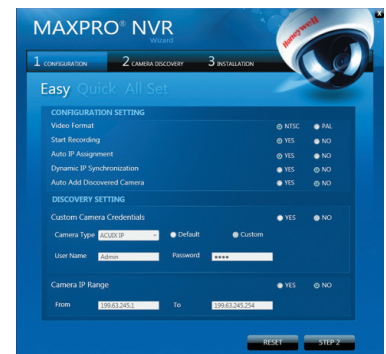 MAXPRO® NVR
Wizard
Honeywell
1 CONFIGURATION 2 CAMERA DISCOVERY 3 INSTALLATION
Easy Quick All Set
CONFIGURATION SETTING
Video Format NTSC PAL
Start Recording YES NO
Auto IP Assignment YES NO
Dynamic IP Synchronization YES NO
Auto Add Discovered Camera YES NO
DISCOVERY SETTING
Custom Camera Credentials YES NO
Camera Type ACUIX IP Default Custom
User Name Admin Password ****
Camera IP Range YES NO
From 199.63.245.1 To 199.63.245.254
RESET STEP 2